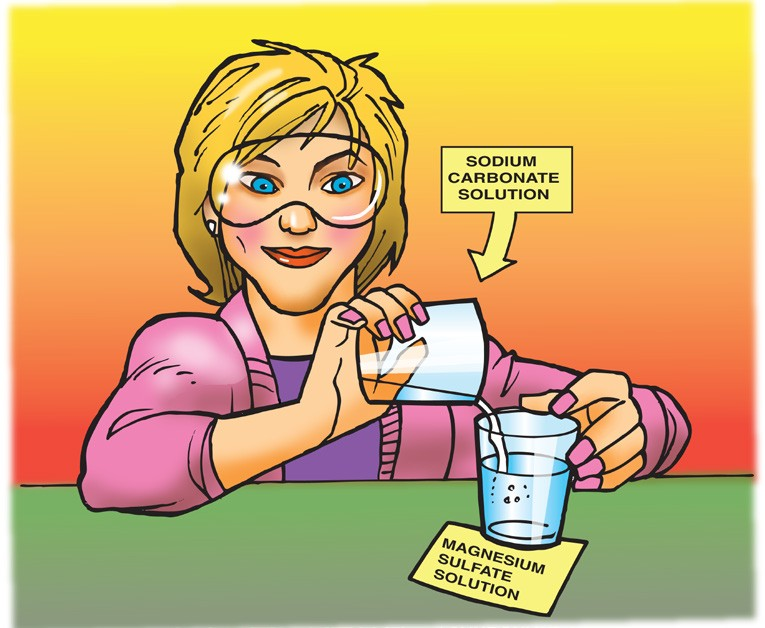 SODIUM
CARBONATE
SOLUTION
MAGNESIUM
SULFATE
SOLUTION